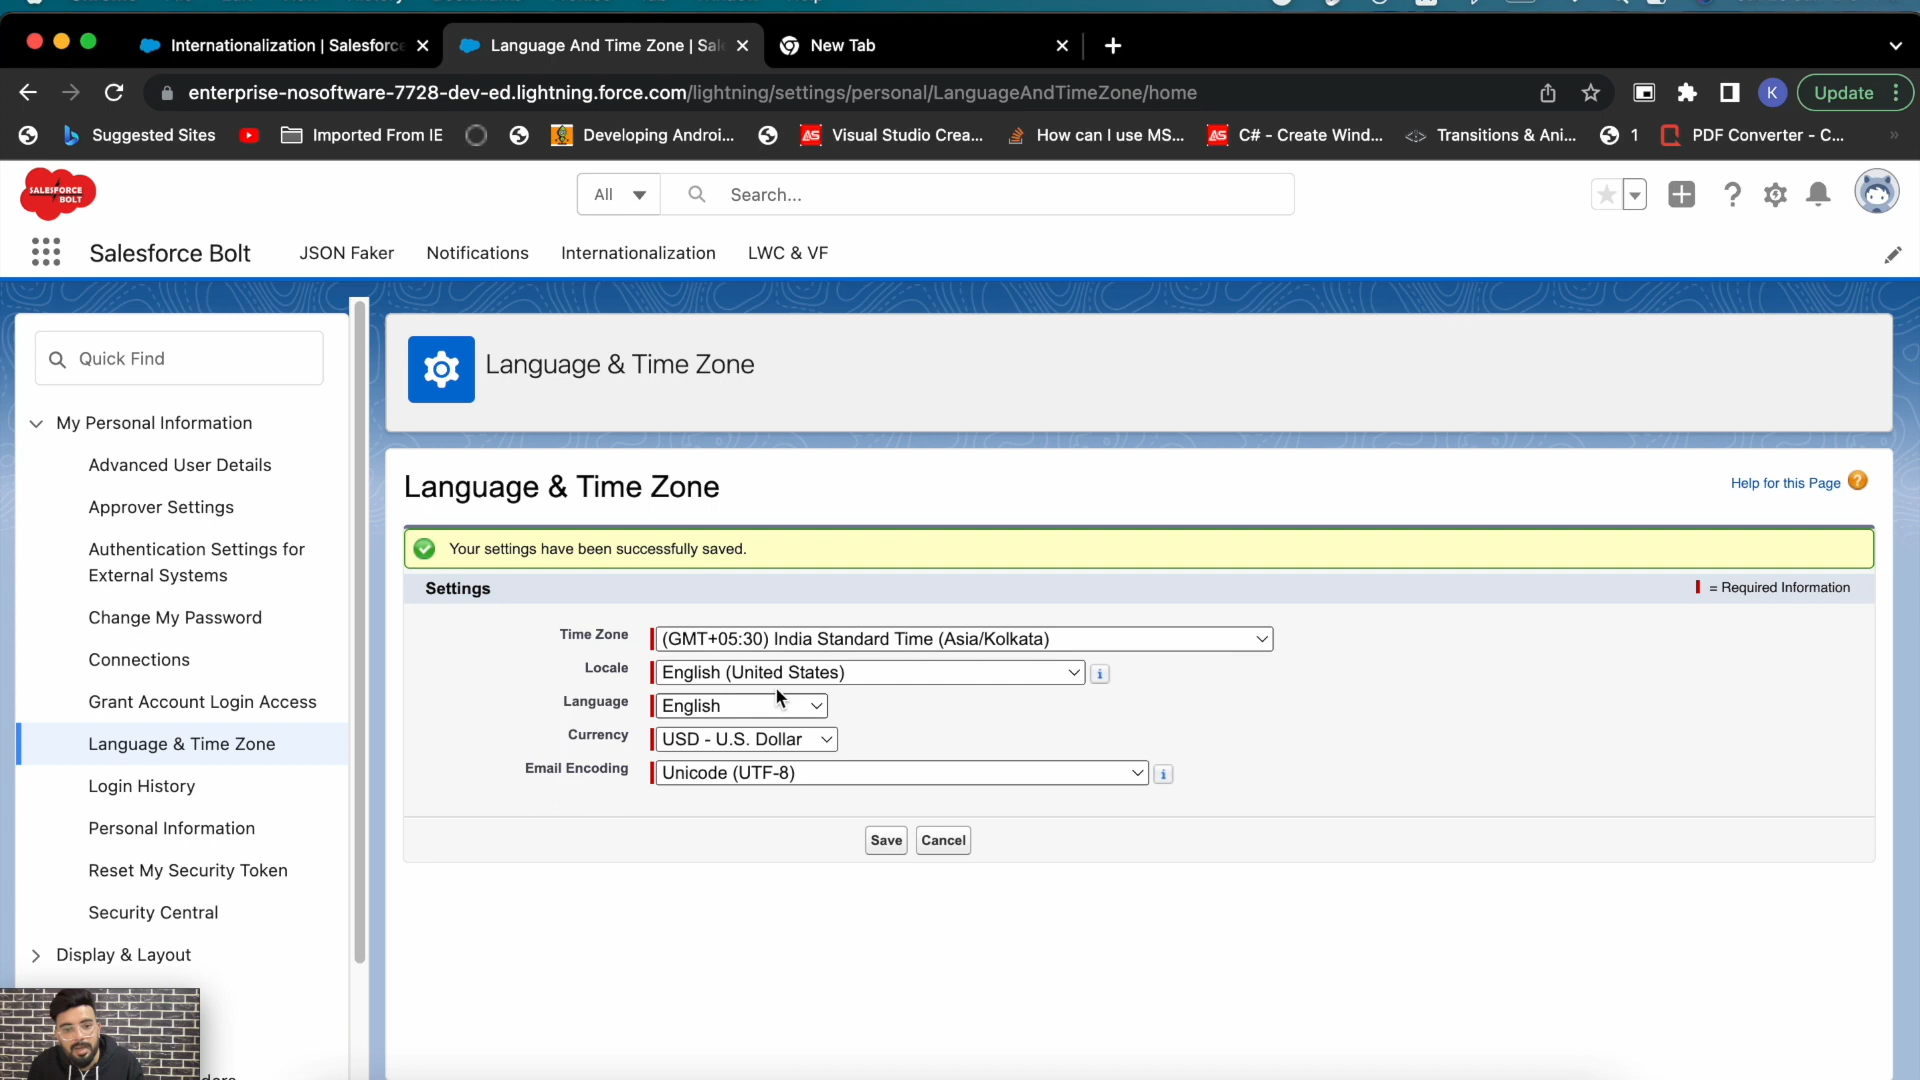 Internationalization | Salesforce
Language And Time Zone | Sal
New Tab
enterprise-nosoftware-7728-dev-ed.lightning.force.com/lightning/settings/personal/LanguageAndTimeZone/home
Update
Suggested Sites
Imported From IE
Developing Androi...
Visual Studio Crea...
How can I use MS...
C# - Create Wind...
Transitions & Ani...
1
PDF Converter - C...
SALESFORCE BOLT
All
Search...
Salesforce Bolt
JSON Faker
Notifications
Internationalization
LWC & VF
Quick Find
My Personal Information
Advanced User Details
Approver Settings
Authentication Settings for
External Systems
Change My Password
Connections
Grant Account Login Access
Language & Time Zone
Login History
Personal Information
Reset My Security Token
Security Central
Display & Layout
Language & Time Zone
Language & Time Zone
Help for this Page
Your settings have been successfully saved.
Settings
= Required Information
Time Zone
(GMT+05:30) India Standard Time (Asia/Kolkata)
Locale
English (United States)
Language
English
Currency
USD - U.S. Dollar
Email Encoding
Unicode (UTF-8)
Save
Cancel